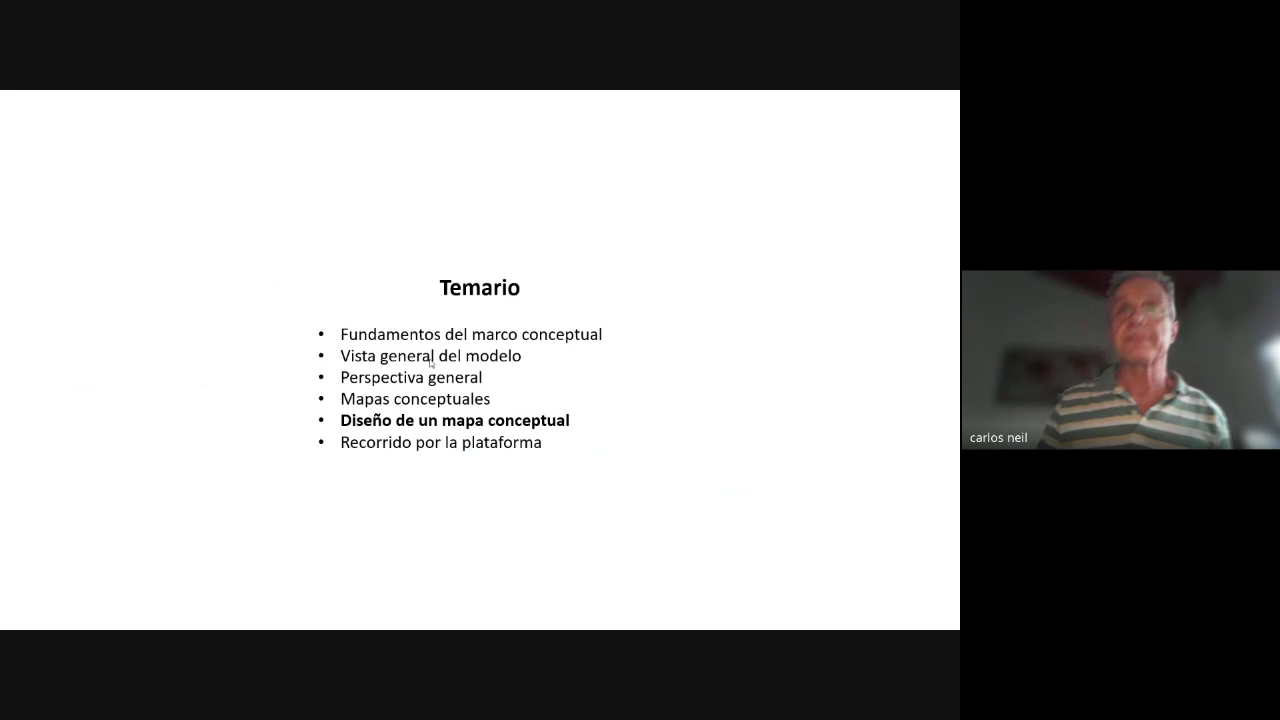 Temario
• Fundamentos del marco conceptual
• Vista general del modelo
• Perspectiva general
• Mapas conceptuales
• Diseño de un mapa conceptual
• Recorrido por la plataforma
carlos neil